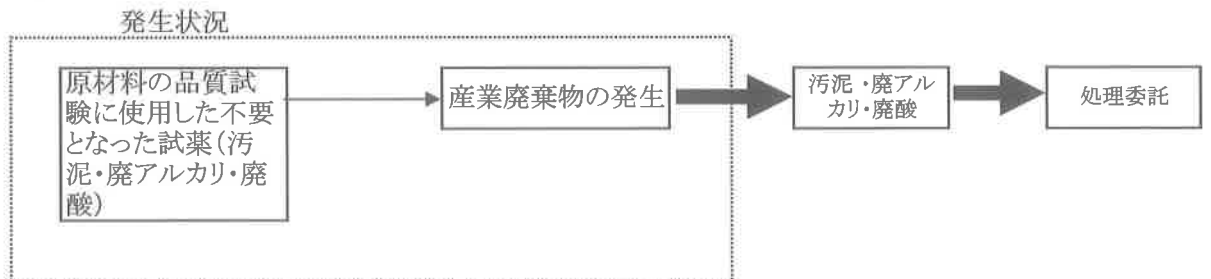 発生状況
原材料の品質試
験に使用した不要
となった試薬(汚
泥・廃アルカリ・廃
酸)
産業廃棄物の発生
汚泥・廃アル
カリ・廃酸
処理委託